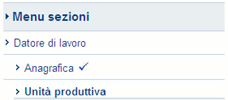 Menu sezioni
Datore di lavoro
Anagrafica ✓
Unità produttiva